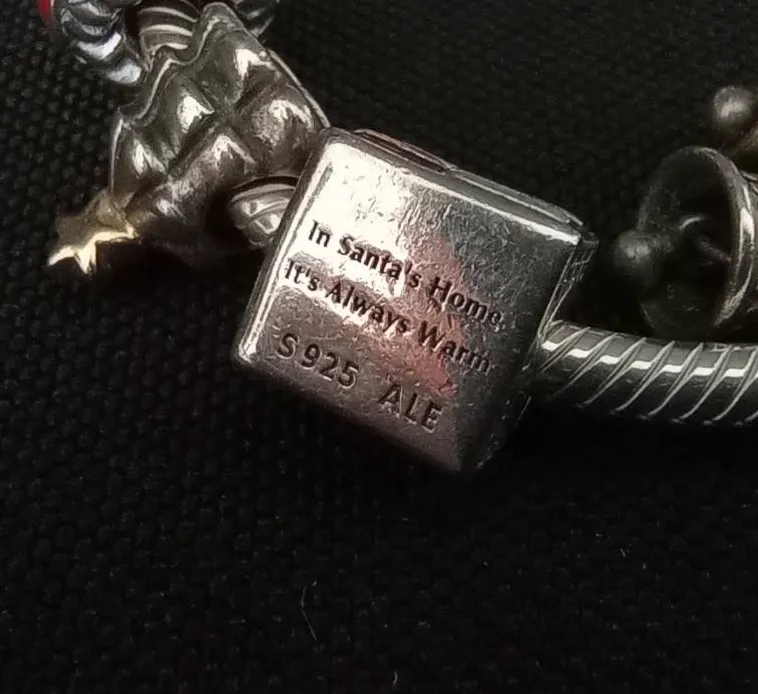 In Santa's Home,
It's Always Warm
S925 ALE